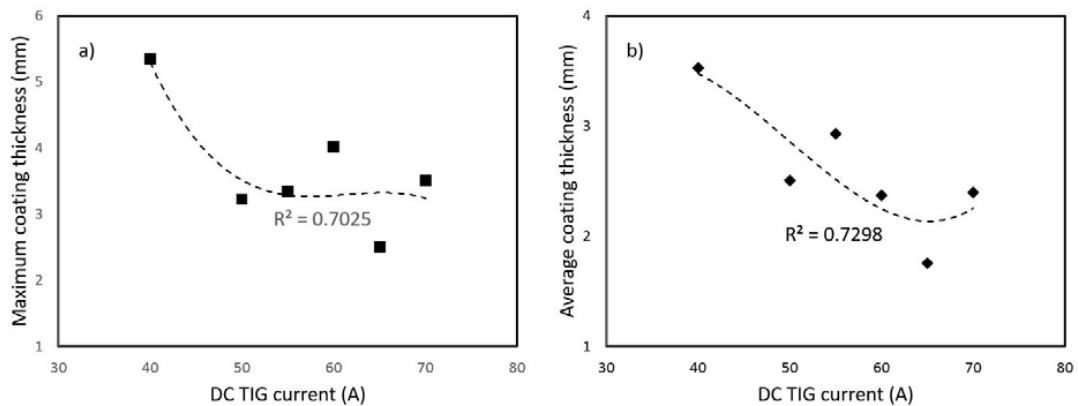 a)
Maximum coating thickness (mm)
6
5
4
3
2
1
R² = 0.7025
30 40 50 60 70 80
DC TIG current (A)
b)
Average coating thickness (mm)
4
3
2
1
R² = 0.7298
30 40 50 60 70 80
DC TIG current (A)